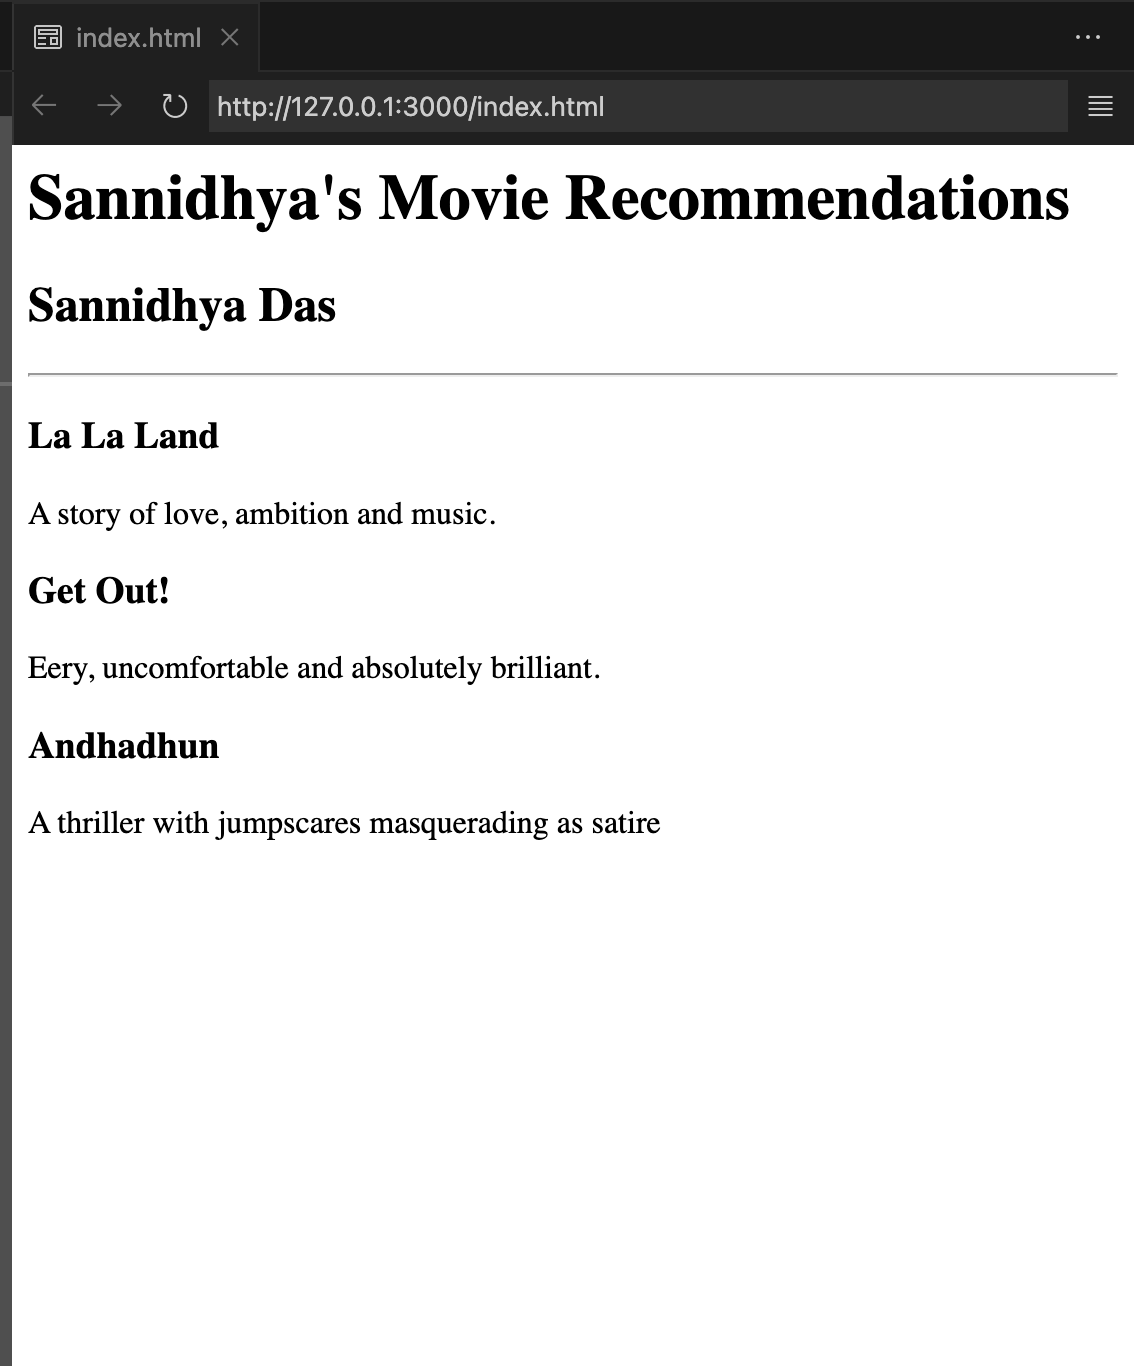 index.html
http://127.0.0.1:3000/index.html
Sannidhya's Movie Recommendations
Sannidhya Das
La La Land
A story of love, ambition and music.
Get Out!
Eery, uncomfortable and absolutely brilliant.
Andhadhun
A thriller with jumpscares masquerading as satire